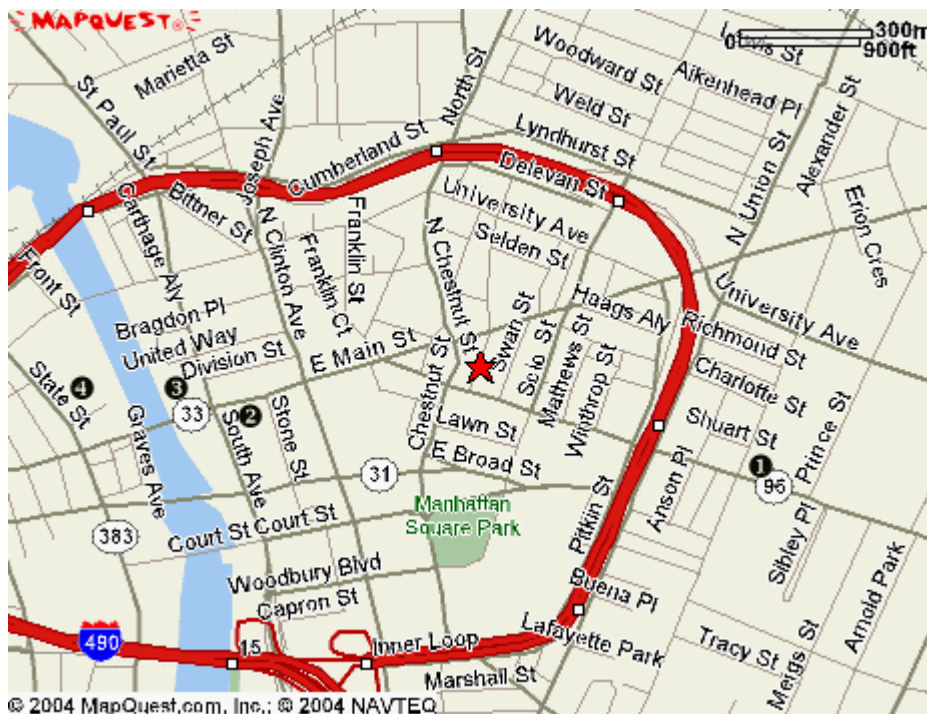 MAPQUEST®
300m
0
900ft
Lewis St
Marietta St
Woodward St
Aikenhead Pl
Weld St
St Paul St
Joseph Ave
North St
Cumberland St
Lyndhurst St
Delevan St
N Union St
Alexander St
Erion Cres
Carthage Aly
Bittner St
University Ave
Selden St
Front St
N Clinton Ave
Franklin St
Franklin Ct
N Chestnut St
Haags Aly
University Ave
Bragdon Pl
United Way
Division St
E Main St
Swan St
Scio St
Mathews St
Winthrop St
Richmond St
Charlotte St
State St
4
3
33
2
South Ave
Stone St
Chestnut St
Lawn St
E Broad St
Shuart St
Prince St
1
96
Graves Ave
31
Manhattan
Square Park
Pitkin St
Anson Pl
383
Court St
Court St
Sibley Pl
Woodbury Blvd
Capron St
Buena Pl
Arnold Park
490
15
Inner Loop
Lafayette Park
Tracy St
Meigs St
Marshall St
© 2004 MapQuest.com, Inc.; © 2004 NAVTEQ